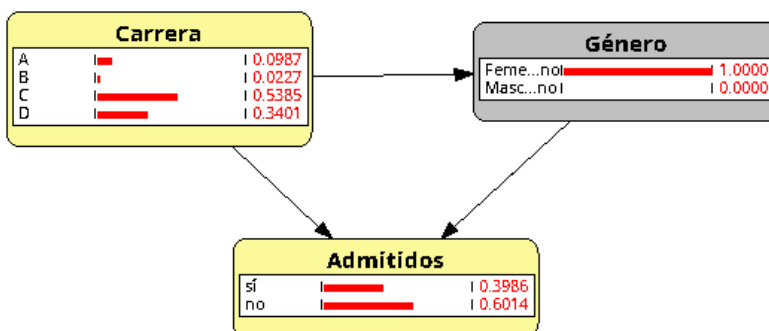 Carrera
A 0.0987
B 0.0227
C 0.5385
D 0.3401
Género
Feme...no 1.0000
Masc...no 0.0000
Admitidos
sí 0.3986
no 0.6014